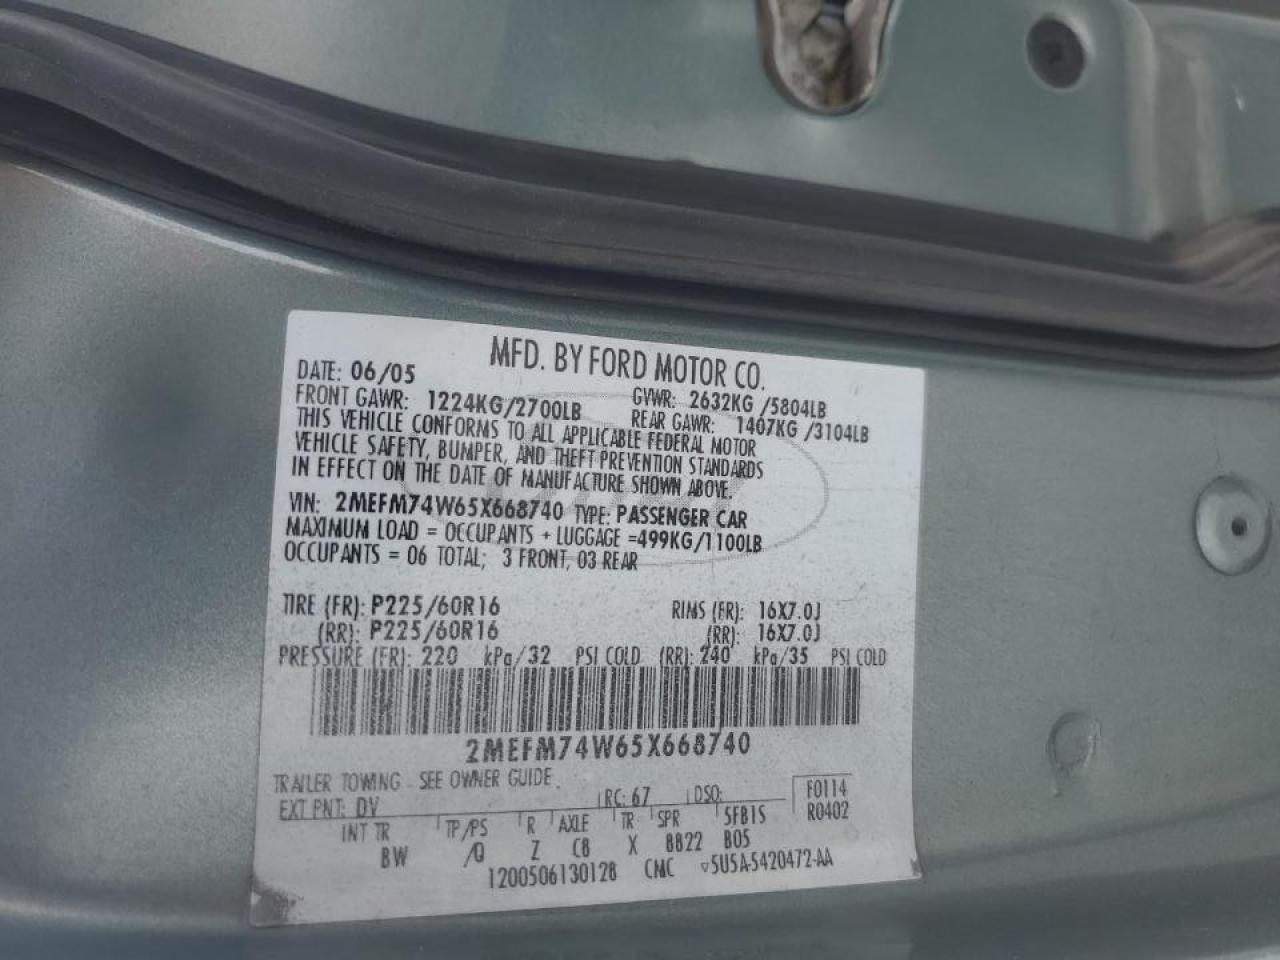 MFD. BY FORD MOTOR CO.
DATE: 06/05 GVWR: 2632KG /5804LB
FRONT GAWR: 1224KG/2700LB REAR GAWR: 1407KG /3104LB
THIS VEHICLE CONFORMS TO ALL APPLICABLE FEDERAL MOTOR
VEHICLE SAFETY, BUMPER, AND THEFT PREVENTION STANDARDS
IN EFFECT ON THE DATE OF MANUFACTURE SHOWN ABOVE.
VIN: 2MEFM74W65X668740 TYPE: PASSENGER CAR
MAXIMUM LOAD = OCCUPANTS + LUGGAGE =499KG/1100LB
OCCUPANTS = 06 TOTAL; 3 FRONT, 03 REAR
TIRE (FR): P225/60R16 RIMS (FR): 16X7.0J
(RR): P225/60R16 (RR): 16X7.0J
PRESSURE (FR): 220 kPa/32 PSI COLD (RR): 240 kPa/35 PSI COLD
2MEFM74W65X668740
TRAILER TOWING - SEE OWNER GUIDE.
EXT PNT: DV RC: 67 DSO: F0114
INT TR TP/PS R AXLE TR SPR 5FB1S R0402
BW /Q Z C8 X BB22 B05
1200506130128 CMC ▽5U5A-5420472-AA